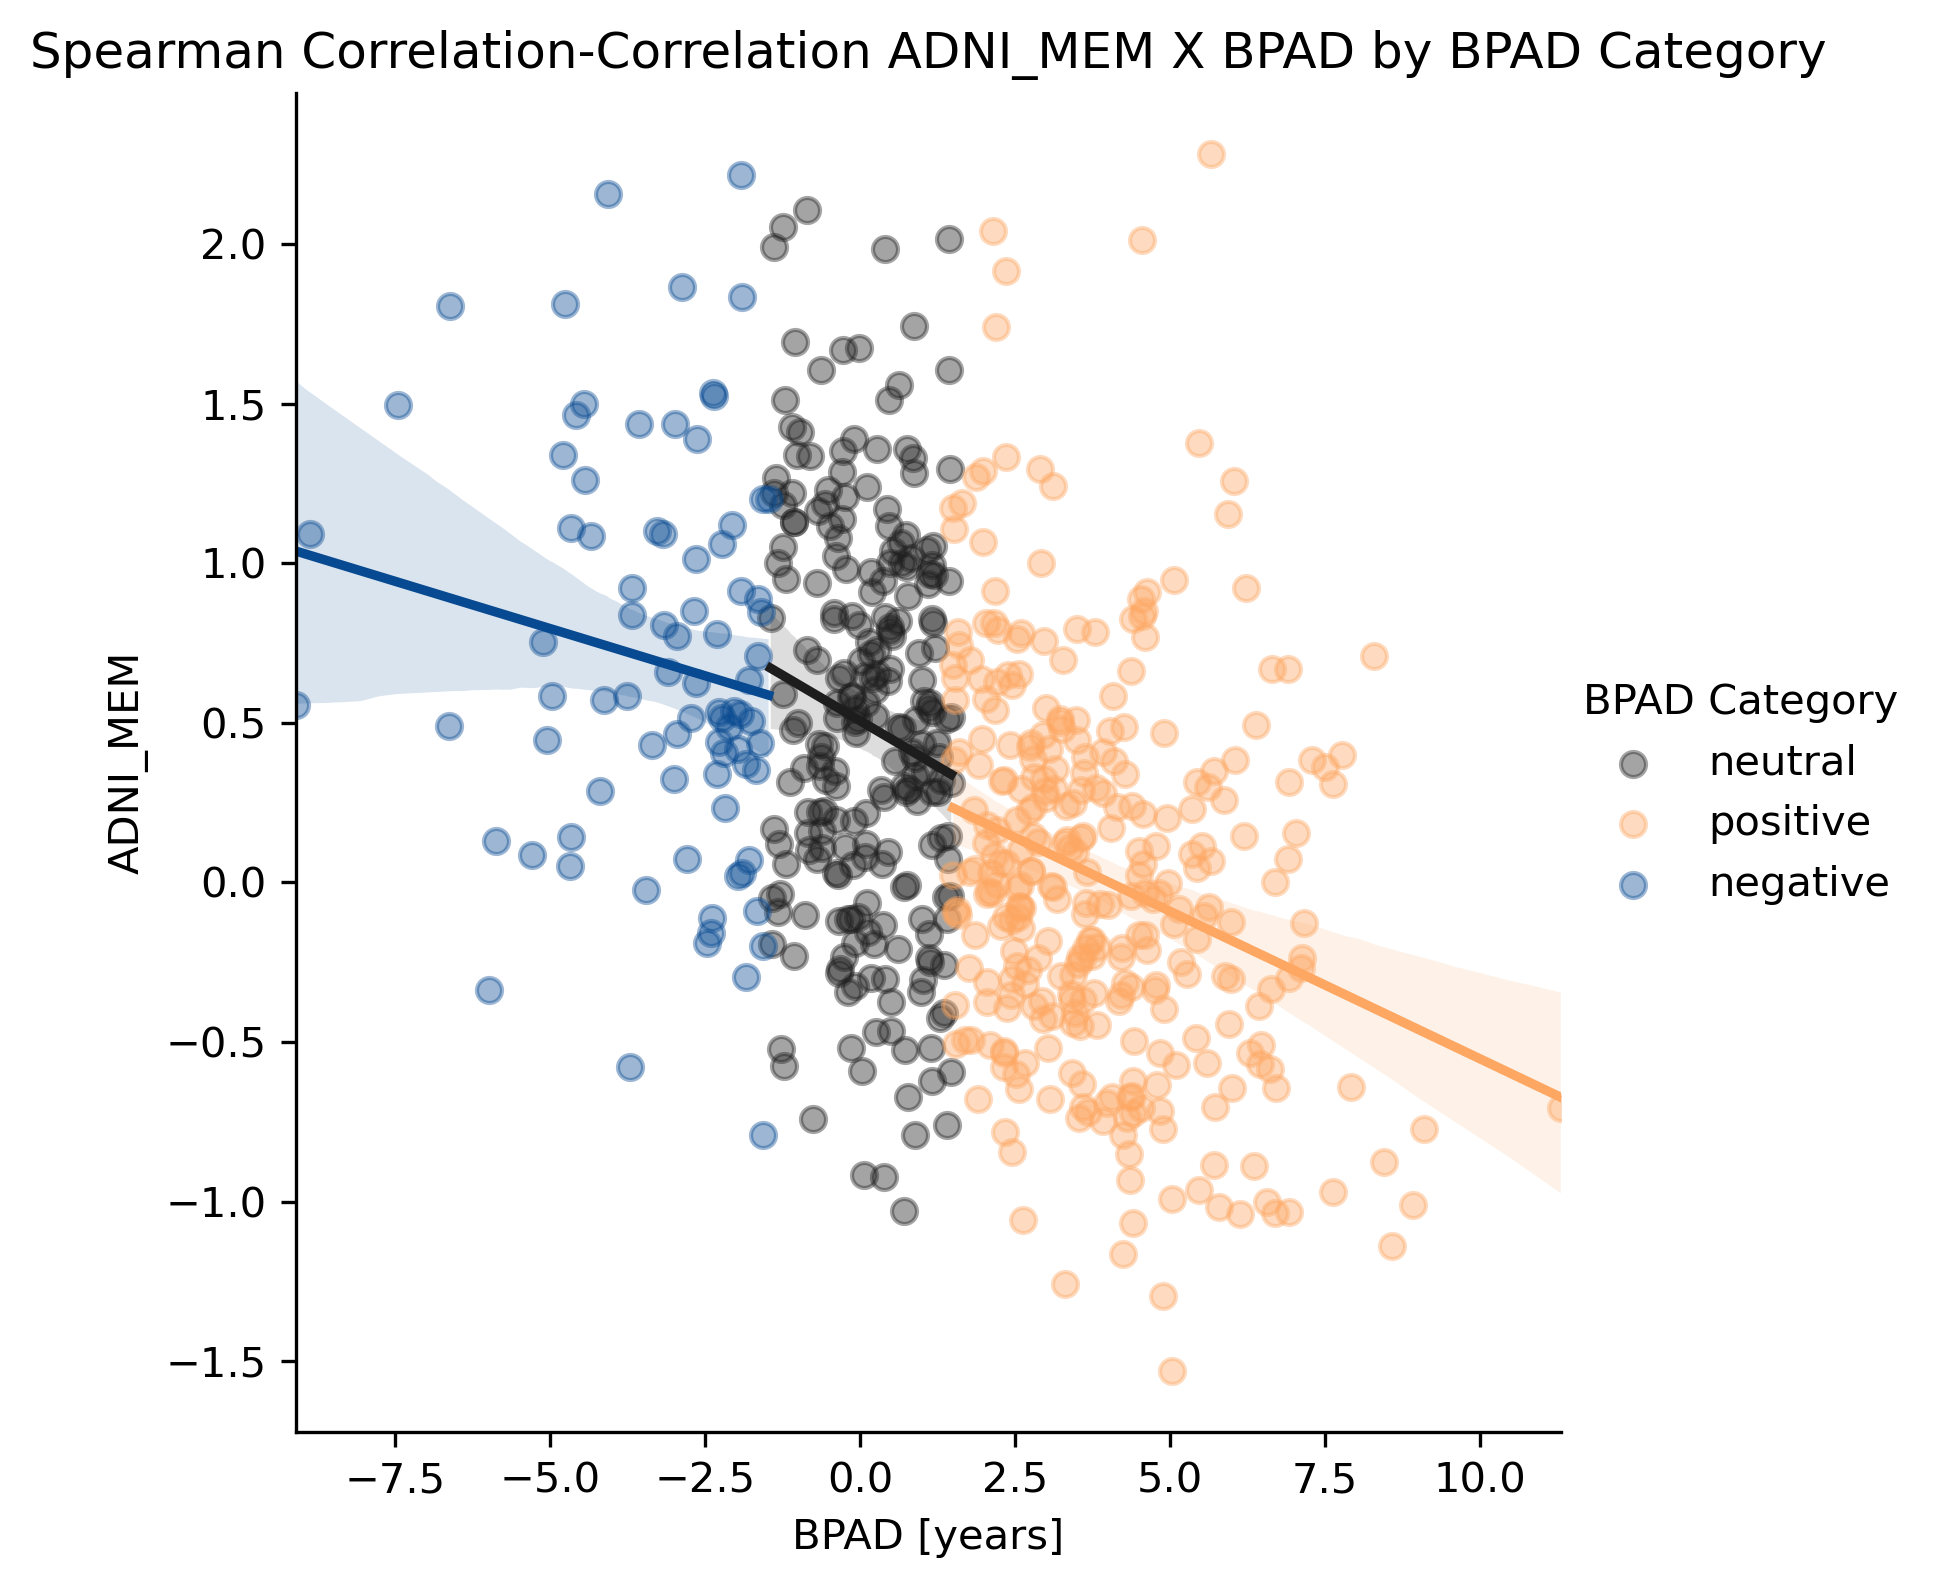 Spearman Correlation-Correlation ADNI_MEM X BPAD by BPAD Category
ADNI_MEM
2.0
1.5
1.0
0.5
0.0
−0.5
−1.0
−1.5
−7.5 −5.0 −2.5 0.0 2.5 5.0 7.5 10.0
BPAD [years]
BPAD Category
neutral
positive
negative